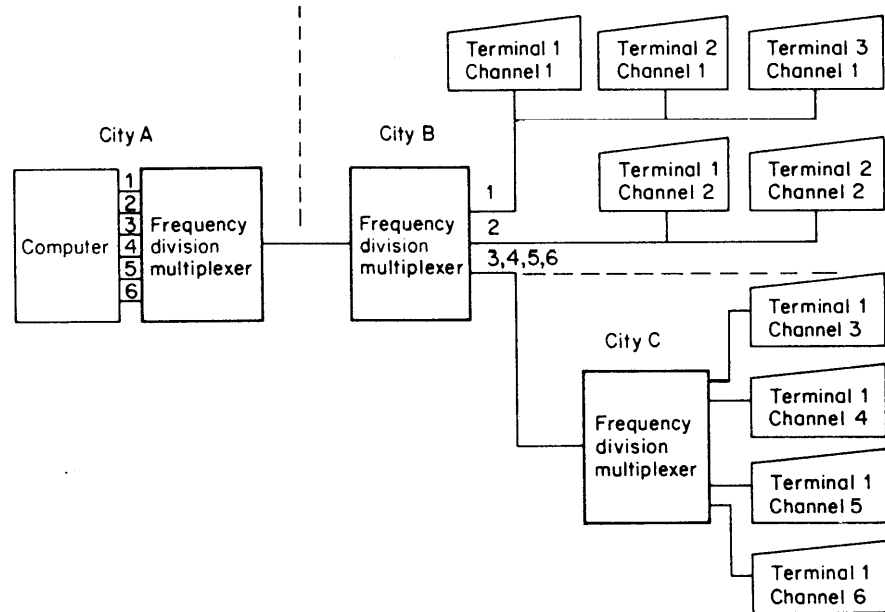 Terminal 1
Channel 1
Terminal 2
Channel 1
Terminal 3
Channel 1
City A
City B
Terminal 1
Channel 2
Terminal 2
Channel 2
Computer
1
2
3
4
5
6
Frequency
division
multiplexer
Frequency
division
multiplexer
1
2
3,4,5,6
City C
Frequency
division
multiplexer
Terminal 1
Channel 3
Terminal 1
Channel 4
Terminal 1
Channel 5
Terminal 1
Channel 6